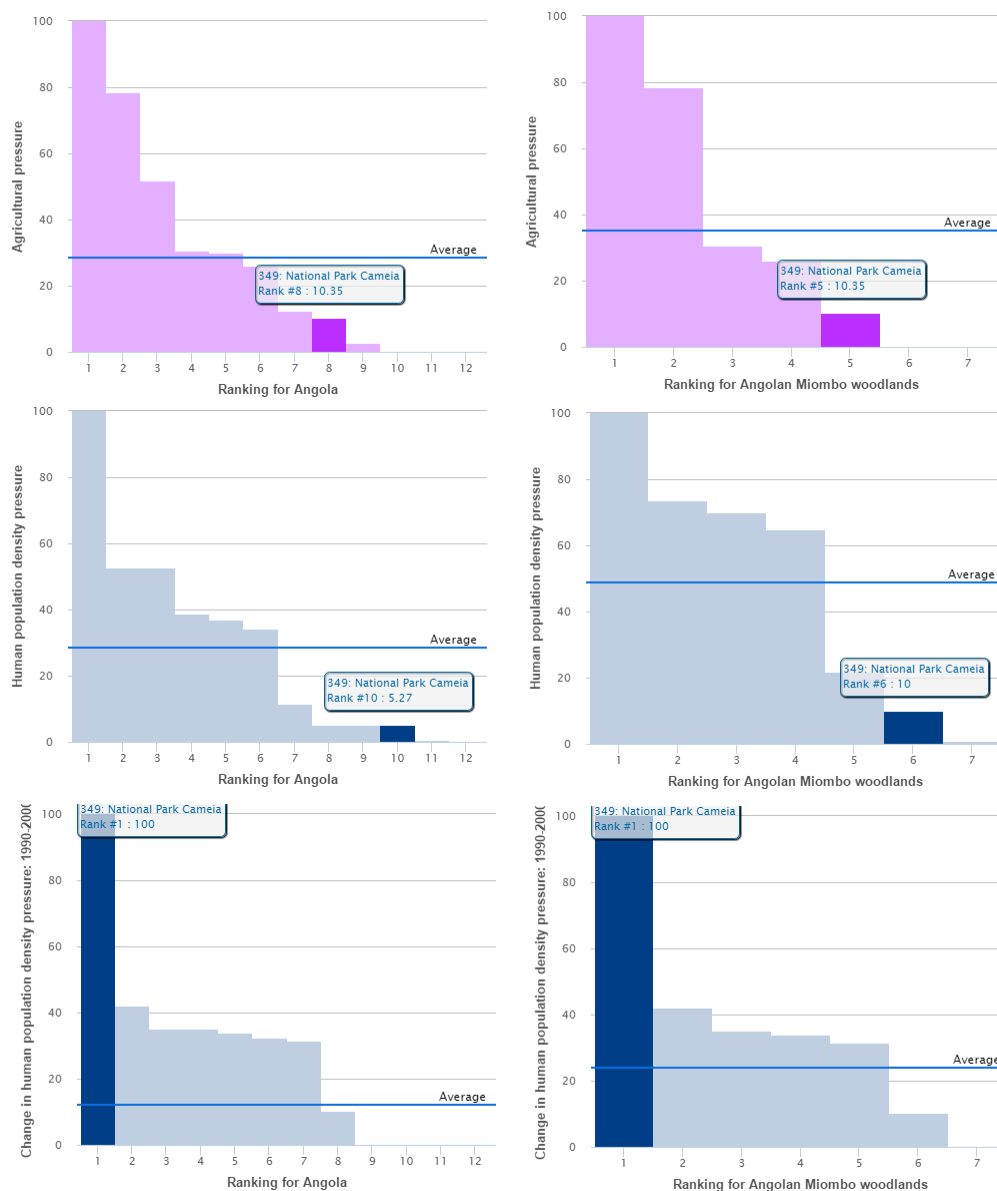 100
80
60
40
20
0
Agricultural pressure
Average
349: National Park Cameia
Rank #8 : 10.35
1 2 3 4 5 6 7 8 9 10 11 12
Ranking for Angola
100
80
60
40
20
0
Agricultural pressure
Average
349: National Park Cameia
Rank #5 : 10.35
1 2 3 4 5 6 7
Ranking for Angolan Miombo woodlands
100
80
60
40
20
0
Human population density pressure
Average
349: National Park Cameia
Rank #10 : 5.27
1 2 3 4 5 6 7 8 9 10 11 12
Ranking for Angola
100
80
60
40
20
0
Human population density pressure
Average
349: National Park Cameia
Rank #6 : 10
1 2 3 4 5 6 7
Ranking for Angolan Miombo woodlands
349: National Park Cameia
Rank #1 : 100
100
80
60
40
20
0
Change in human population density pressure: 1990-200
Average
1 2 3 4 5 6 7 8 9 10 11 12
Ranking for Angola
349: National Park Cameia
Rank #1 : 100
100
80
60
40
20
0
Change in human population density pressure: 1990-200
Average
1 2 3 4 5 6 7
Ranking for Angolan Miombo woodlands